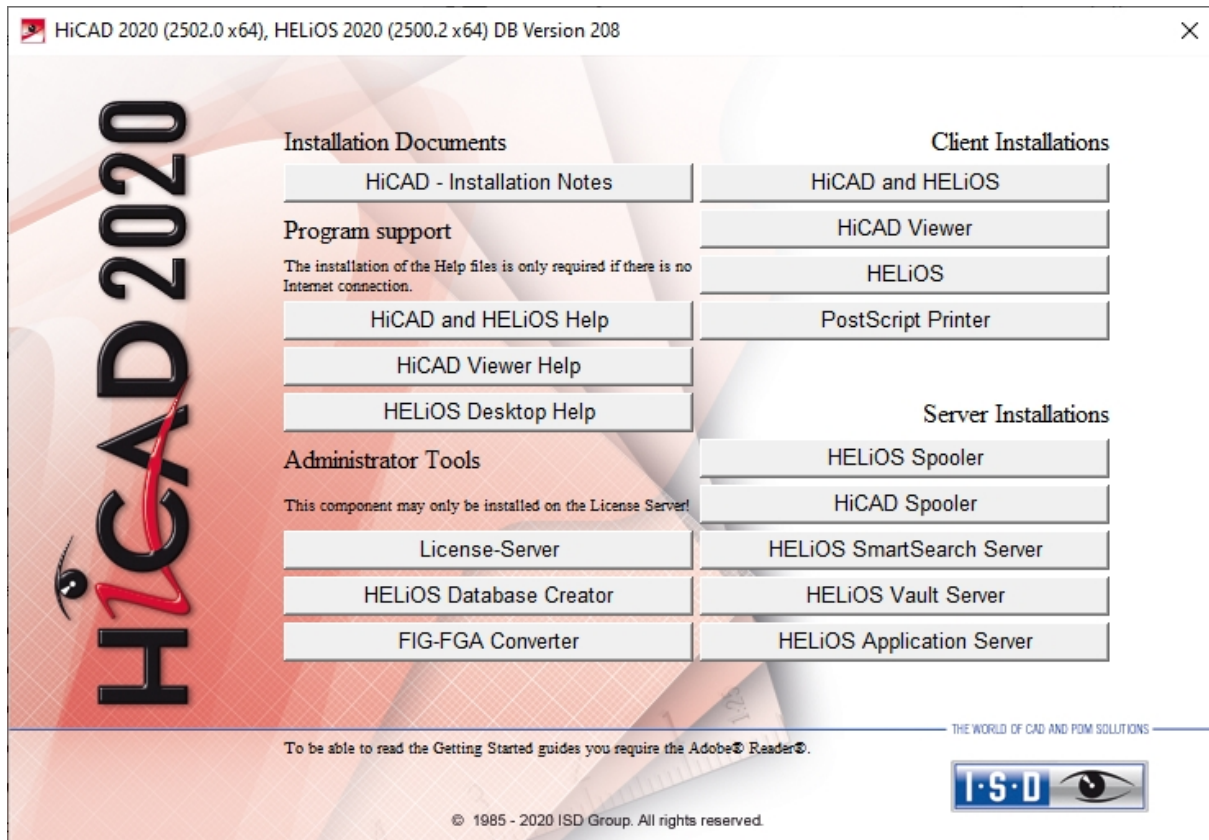 HiCAD 2020 (2502.0 x64), HELiOS 2020 (2500.2 x64) DB Version 208
HiCAD 2020
Installation Documents
HiCAD - Installation Notes
Program support
The installation of the Help files is only required if there is no
Internet connection.
HiCAD and HELiOS Help
HiCAD Viewer Help
HELiOS Desktop Help
Administrator Tools
This component may only be installed on the License Server!
License-Server
HELiOS Database Creator
FIG-FGA Converter
Client Installations
HiCAD and HELiOS
HiCAD Viewer
HELiOS
PostScript Printer
Server Installations
HELiOS Spooler
HiCAD Spooler
HELiOS SmartSearch Server
HELiOS Vault Server
HELiOS Application Server
1:25
THE WORLD OF CAD AND PDM SOLUTIONS
To be able to read the Getting Started guides you require the Adobe® Reader®.
I·S·D
© 1985 - 2020 ISD Group. All rights reserved.